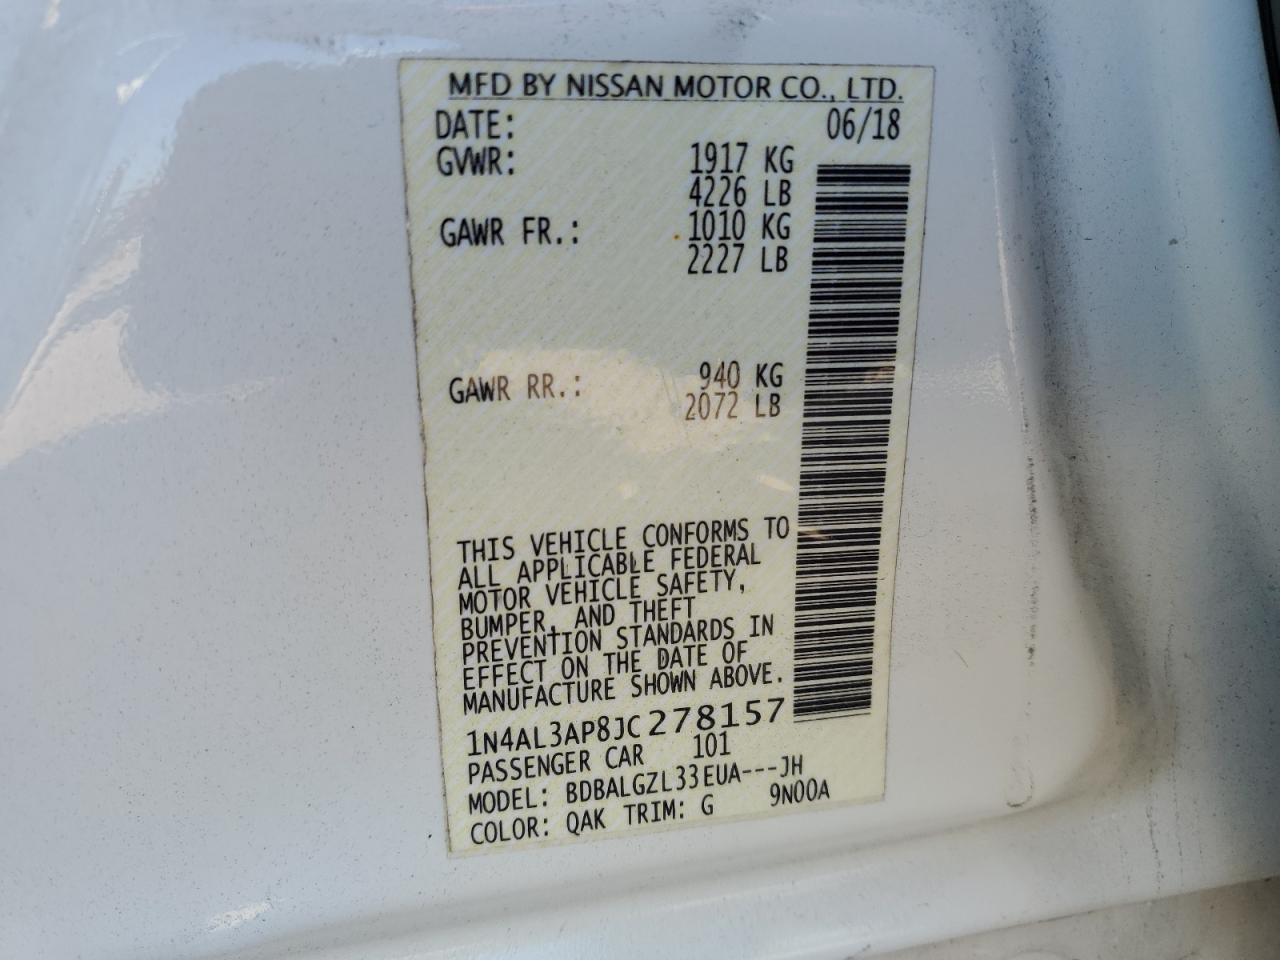 MFD BY NISSAN MOTOR CO., LTD.
DATE: 06/18
GVWR: 1917 KG
4226 LB
GAWR FR.: 1010 KG
2227 LB
GAWR RR.: 940 KG
2072 LB
THIS VEHICLE CONFORMS TO
ALL APPLICABLE FEDERAL
MOTOR VEHICLE SAFETY,
BUMPER, AND THEFT
PREVENTION STANDARDS IN
EFFECT ON THE DATE OF
MANUFACTURE SHOWN ABOVE.
1N4AL3AP8JC278157
PASSENGER CAR 101
MODEL: BDBALGZL33EUA---JH
COLOR: QAK TRIM: G 9N00A